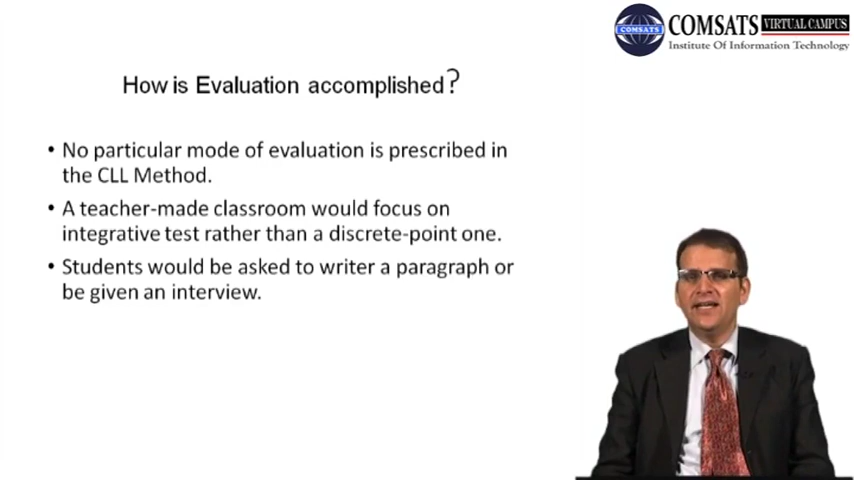 COMSATS
COMSATS VIRTUAL CAMPUS
Institute Of Information Technology
How is Evaluation accomplished?
• No particular mode of evaluation is prescribed in
the CLL Method.
• A teacher-made classroom would focus on
integrative test rather than a discrete-point one.
• Students would be asked to writer a paragraph or
be given an interview.